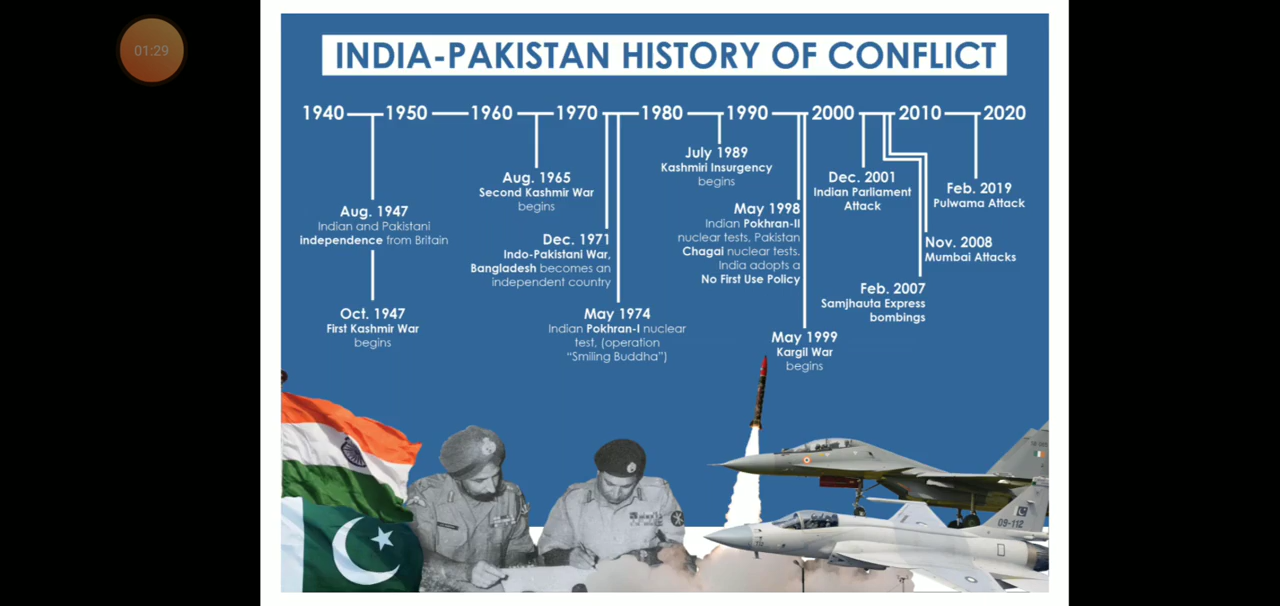 01:29
INDIA-PAKISTAN HISTORY OF CONFLICT
1940 1950 1960 1970 1980 1990 2000 2010 2020
Aug. 1947
Indian and Pakistani
independence from Britain
Oct. 1947
First Kashmir War
begins
Aug. 1965
Second Kashmir War
begins
Dec. 1971
Indo-Pakistani War,
Bangladesh becomes an
independent country
May 1974
Indian Pokhran-I nuclear
test, (operation
“Smiling Buddha”)
July 1989
Kashmiri Insurgency
begins
May 1998
Indian Pokhran-II
nuclear tests, Pakistan
Chagai nuclear tests.
India adopts a
No First Use Policy
May 1999
Kargil War
begins
Dec. 2001
Indian Parliament
Attack
Feb. 2007
Samjhauta Express
bombings
Nov. 2008
Mumbai Attacks
Feb. 2019
Pulwama Attack
09-112